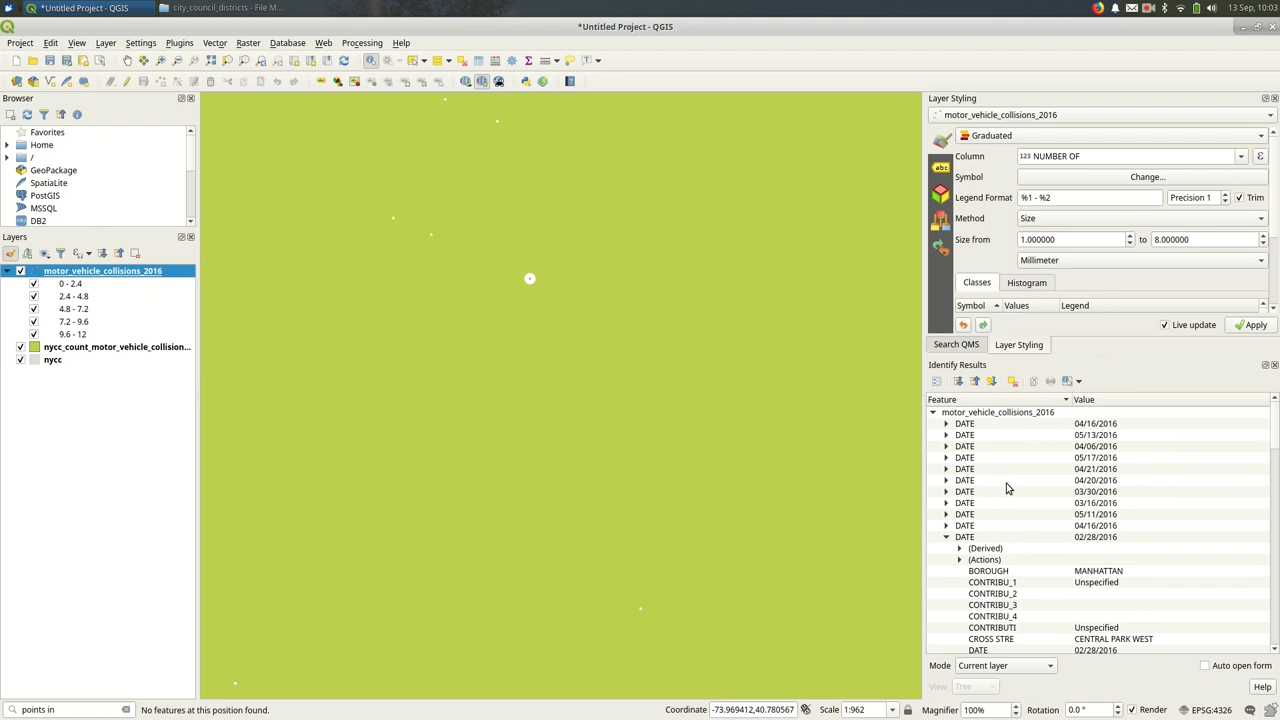 *Untitled Project - QGIS
city_council_districts - File M...
13 Sep, 10:03
*Untitled Project - QGIS
Project Edit View Layer Settings Plugins Vector Raster Database Web Processing Help
Browser
Favorites
Home
/
GeoPackage
SpatiaLite
PostGIS
MSSQL
DB2
Layers
motor_vehicle_collisions_2016
0 - 2.4
2.4 - 4.8
4.8 - 7.2
7.2 - 9.6
9.6 - 12
nycc_count_motor_vehicle_collision...
nycc
Layer Styling
motor_vehicle_collisions_2016
Graduated
Column 123 NUMBER OF
Symbol Change...
Legend Format %1 - %2 Precision 1 Trim
Method Size
Size from 1.000000 to 8.000000
Millimeter
Classes Histogram
Symbol Values Legend
Live update Apply
Search QMS Layer Styling
Identify Results
Feature Value
motor_vehicle_collisions_2016
DATE 04/16/2016
DATE 05/13/2016
DATE 04/06/2016
DATE 05/17/2016
DATE 04/21/2016
DATE 04/20/2016
DATE 03/30/2016
DATE 03/16/2016
DATE 05/11/2016
DATE 04/16/2016
DATE 02/28/2016
(Derived)
(Actions)
BOROUGH MANHATTAN
CONTRIBU_1 Unspecified
CONTRIBU_2
CONTRIBU_3
CONTRIBU_4
CONTRIBUTI Unspecified
CROSS STRE CENTRAL PARK WEST
DATE 02/28/2016
Mode Current layer Auto open form
View Tree Help
points in No features at this position found. Coordinate -73.969412,40.780567 Scale 1:962 Magnifier 100% Rotation 0.0 ° Render EPSG:4326